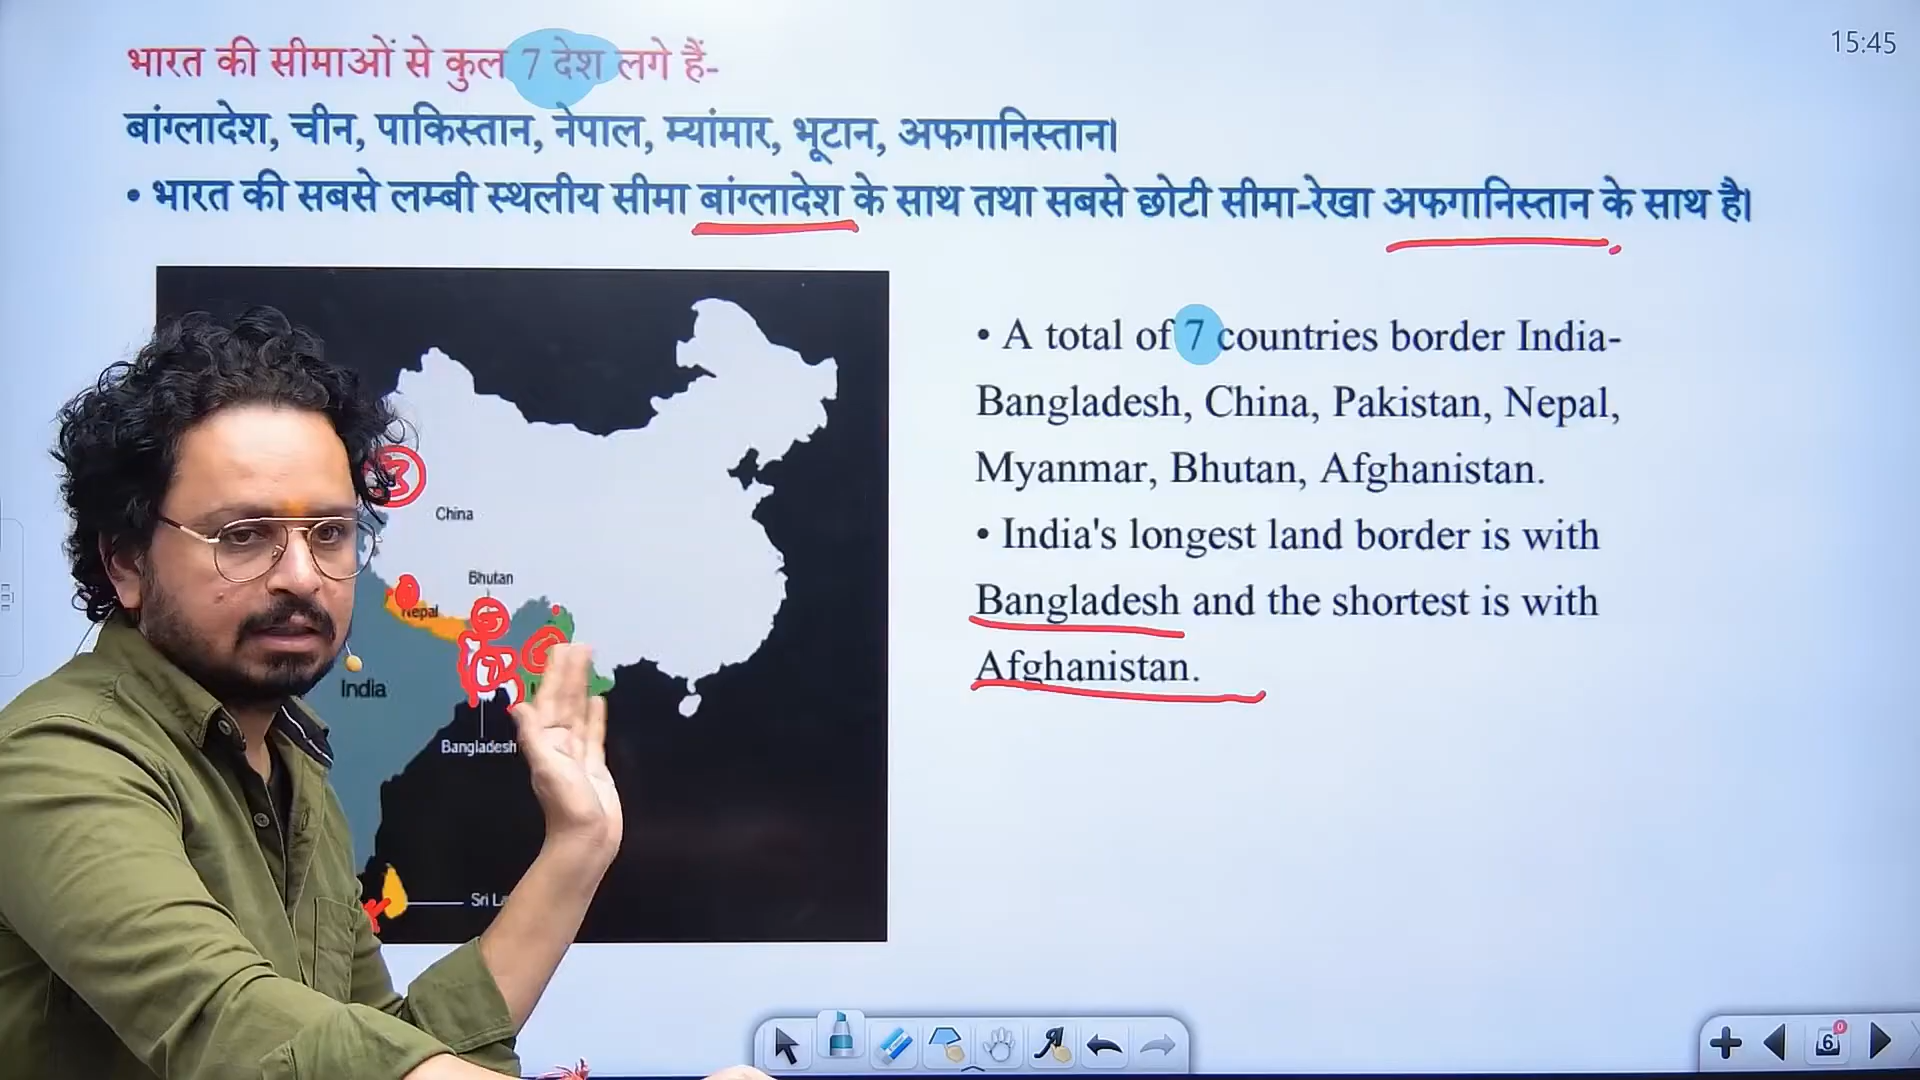 15:45
भारत की सीमाओं से कुल 7 देश लगे हैं-
बांग्लादेश, चीन, पाकिस्तान, नेपाल, म्यांमार, भूटान, अफगानिस्तान।
• भारत की सबसे लम्बी स्थलीय सीमा बांग्लादेश के साथ तथा सबसे छोटी सीमा-रेखा अफगानिस्तान के साथ है।
• A total of 7 countries border India-
Bangladesh, China, Pakistan, Nepal,
Myanmar, Bhutan, Afghanistan.
• India's longest land border is with
Bangladesh and the shortest is with
Afghanistan.
China
Bhutan
Nepal
India
Bangladesh
Sri
6
0